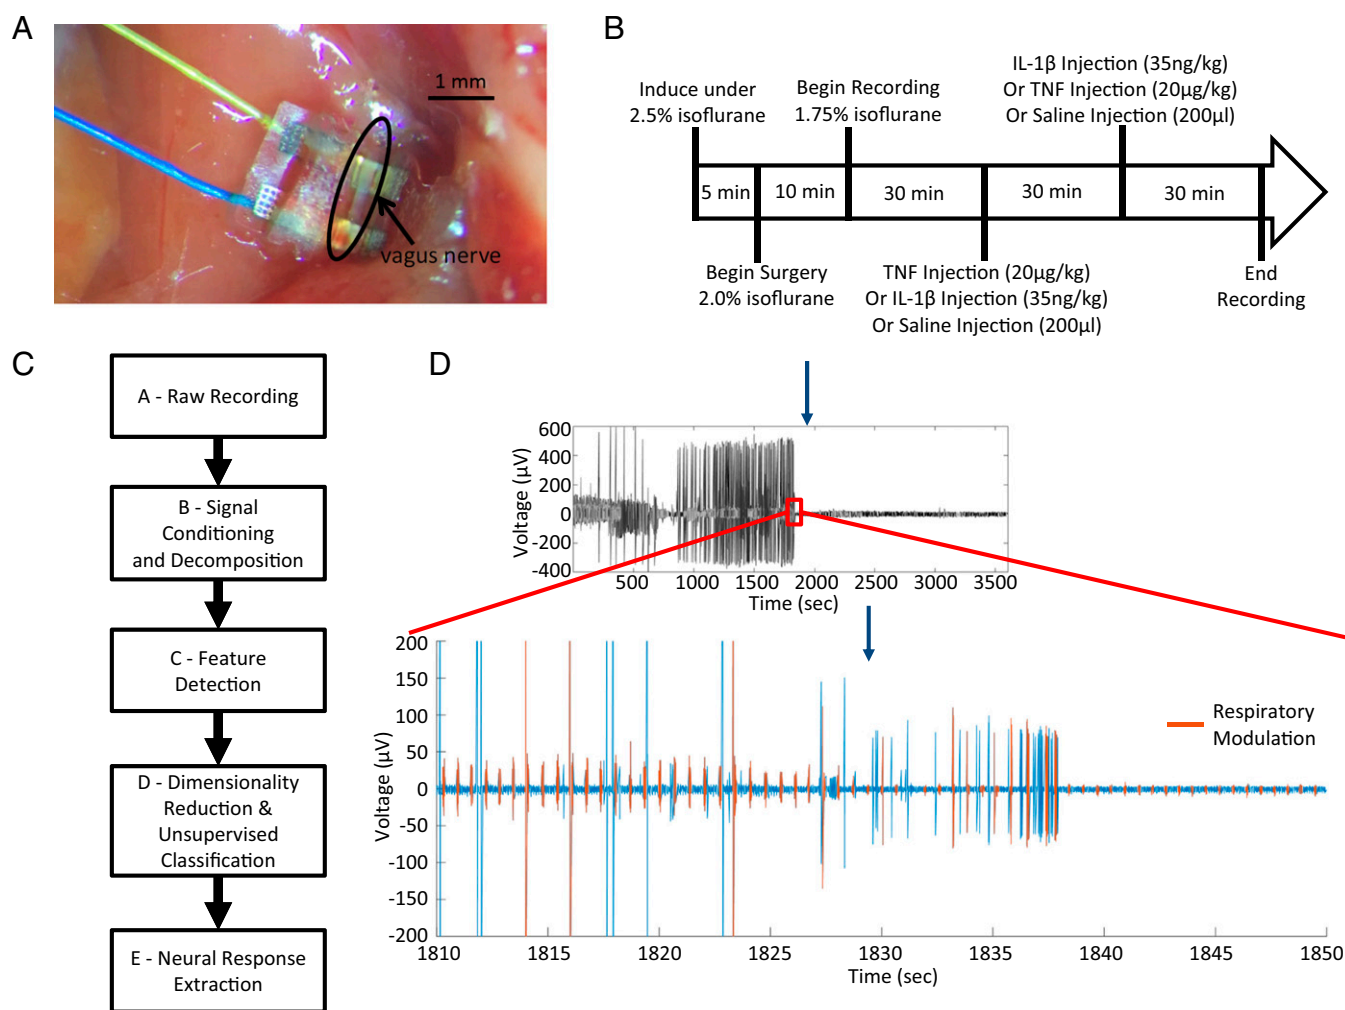 A
1 mm
vagus nerve
B
Induce under
2.5% isoflurane
Begin Recording
1.75% isoflurane
IL-1β Injection (35ng/kg)
Or TNF Injection (20µg/kg)
Or Saline Injection (200µl)
5 min
10 min
30 min
30 min
30 min
Begin Surgery
2.0% isoflurane
TNF Injection (20µg/kg)
Or IL-1β Injection (35ng/kg)
Or Saline Injection (200µl)
End
Recording
C
A - Raw Recording
B - Signal
Conditioning
and Decomposition
C - Feature
Detection
D - Dimensionality
Reduction &
Unsupervised
Classification
E - Neural Response
Extraction
D
Voltage (µV)
600
400
200
0
-200
-400
500 1000 1500 2000 2500 3000 3500
Time (sec)
Voltage (µV)
200
150
100
50
0
-50
-100
-150
-200
1810 1815 1820 1825 1830 1835 1840 1845 1850
Time (sec)
Respiratory
Modulation